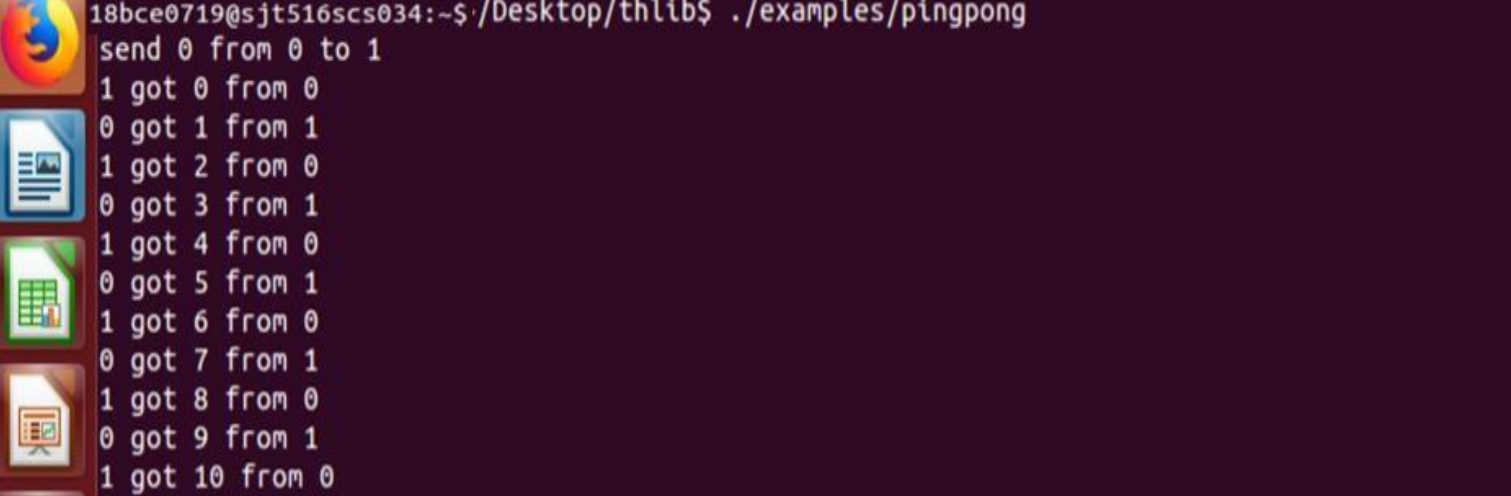 18bce0719@sjt516scs034:~$ /Desktop/thlib$ ./examples/pingpong
send 0 from 0 to 1
1 got 0 from 0
0 got 1 from 1
1 got 2 from 0
0 got 3 from 1
1 got 4 from 0
0 got 5 from 1
1 got 6 from 0
0 got 7 from 1
1 got 8 from 0
0 got 9 from 1
1 got 10 from 0